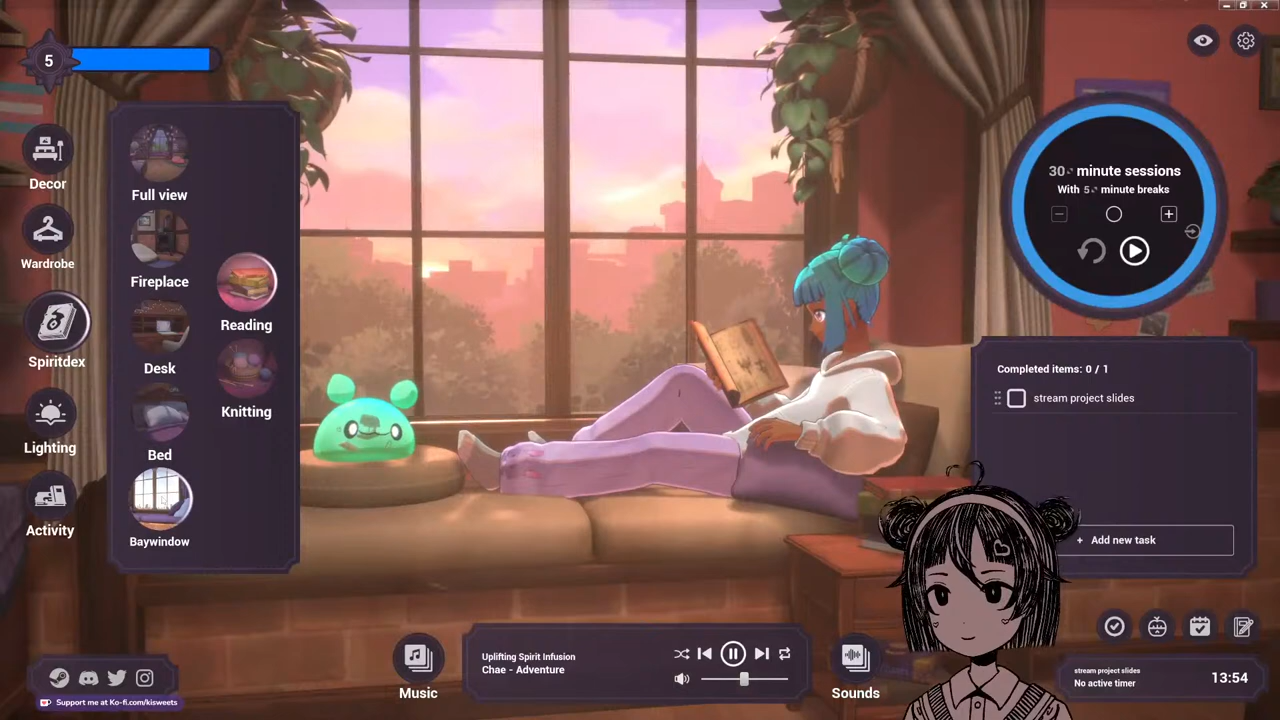 5
Decor
Wardrobe
Spiritdex
Lighting
Activity
Full view
Fireplace
Desk
Bed
Baywindow
Reading
Knitting
30 minute sessions
With 5 minute breaks
Completed items: 0 / 1
stream project slides
+ Add new task
Music
Uplifting Spirit Infusion
Chae - Adventure
Sounds
stream project slides
No active timer
13:54
Support me at Ko-fi.com/kisweets